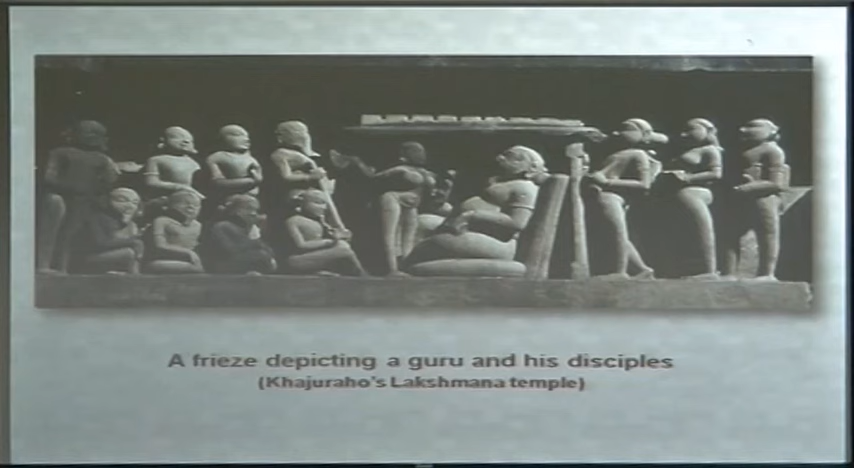 A frieze depicting a guru and his disciples
(Khajuraho's Lakshmana temple)